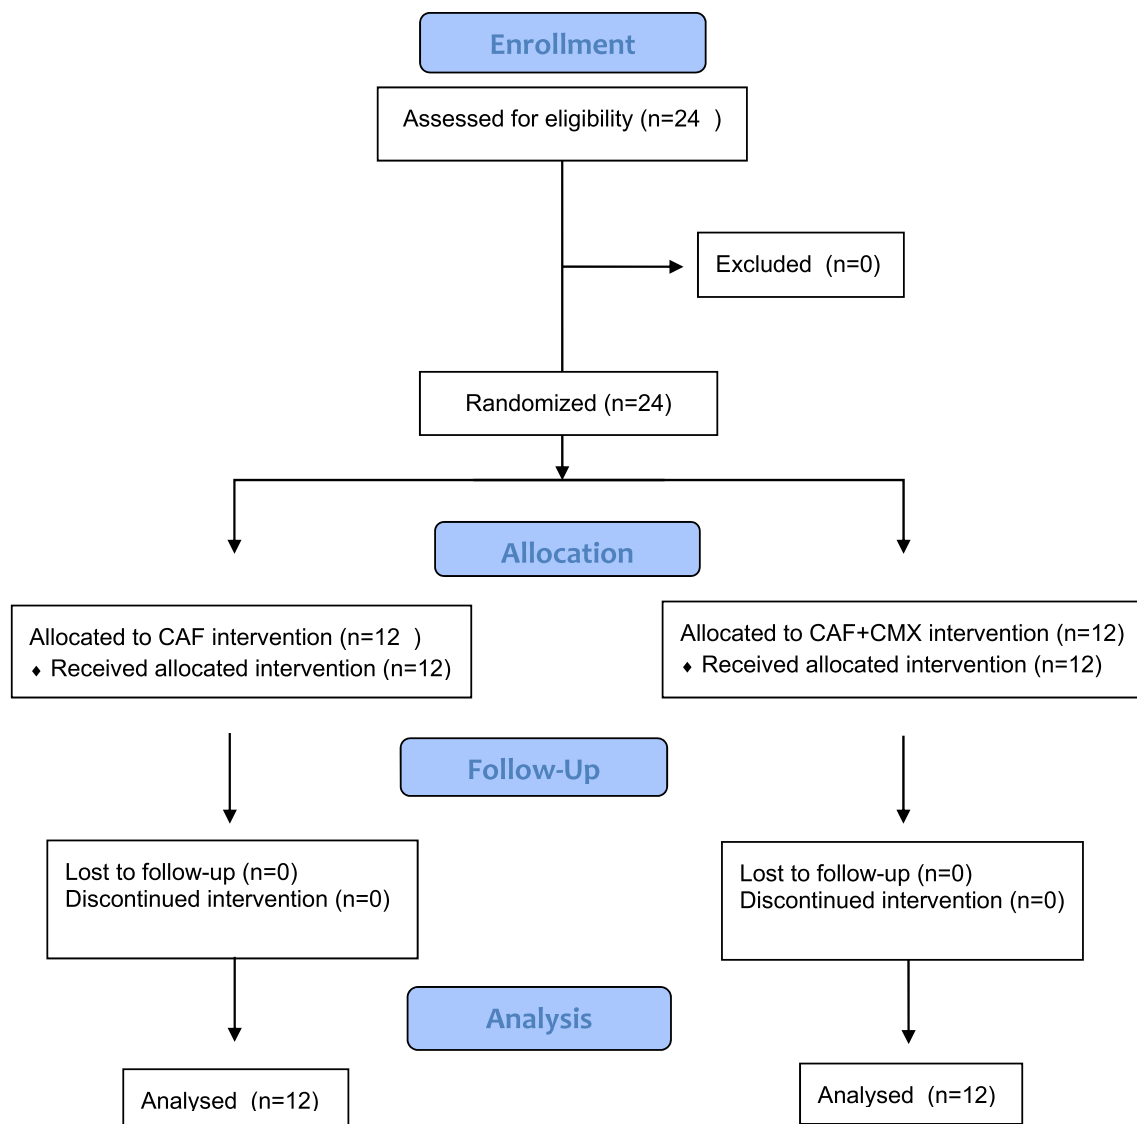 Enrollment
Assessed for eligibility (n=24  )
Excluded  (n=0)
Randomized (n=24)
Allocation
Allocated to CAF intervention (n=12  )
♦ Received allocated intervention (n=12)
Allocated to CAF+CMX intervention (n=12)
♦ Received allocated intervention (n=12)
Follow-Up
Lost to follow-up (n=0)
Discontinued intervention (n=0)
Lost to follow-up (n=0)
Discontinued intervention (n=0)
Analysis
Analysed  (n=12)
Analysed  (n=12)